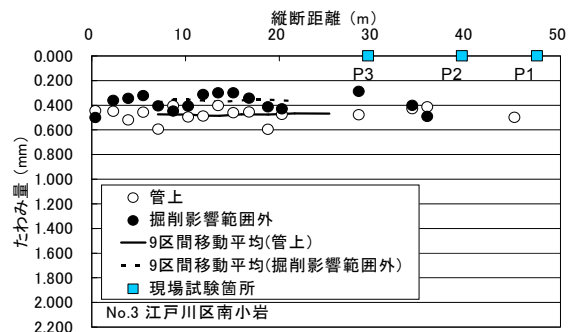 縦断距離 (m)
0 10 20 30 40 50
0.000
0.200
0.400
0.600
0.800
1.000
1.200
1.400
1.600
1.800
2.000
2.200
たわみ量 (mm)
P3 P2 P1
管上
掘削影響範囲外
9区間移動平均(管上)
9区間移動平均(掘削影響範囲外)
現場試験箇所
No.3 江戸川区南小岩